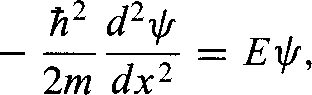 − ħ²/2m d²ψ/dx² = Eψ,